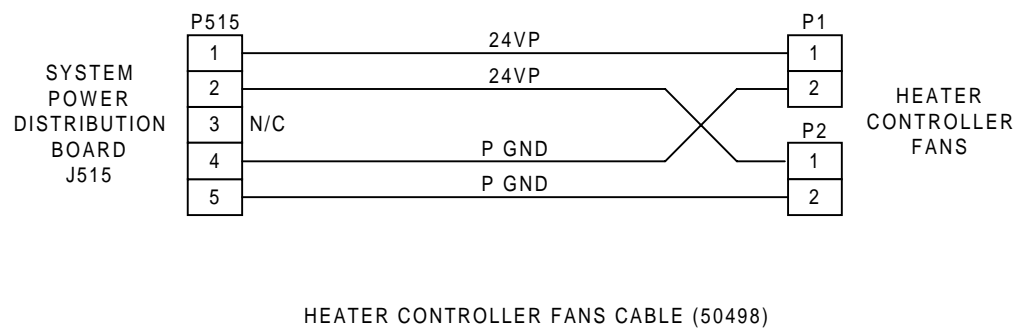 P515
P1
1
24VP
1
SYSTEM
POWER
DISTRIBUTION
BOARD
J515
2
24VP
2
3
N/C
HEATER
CONTROLLER
FANS
P2
4
P GND
1
5
P GND
2
HEATER CONTROLLER FANS CABLE (50498)